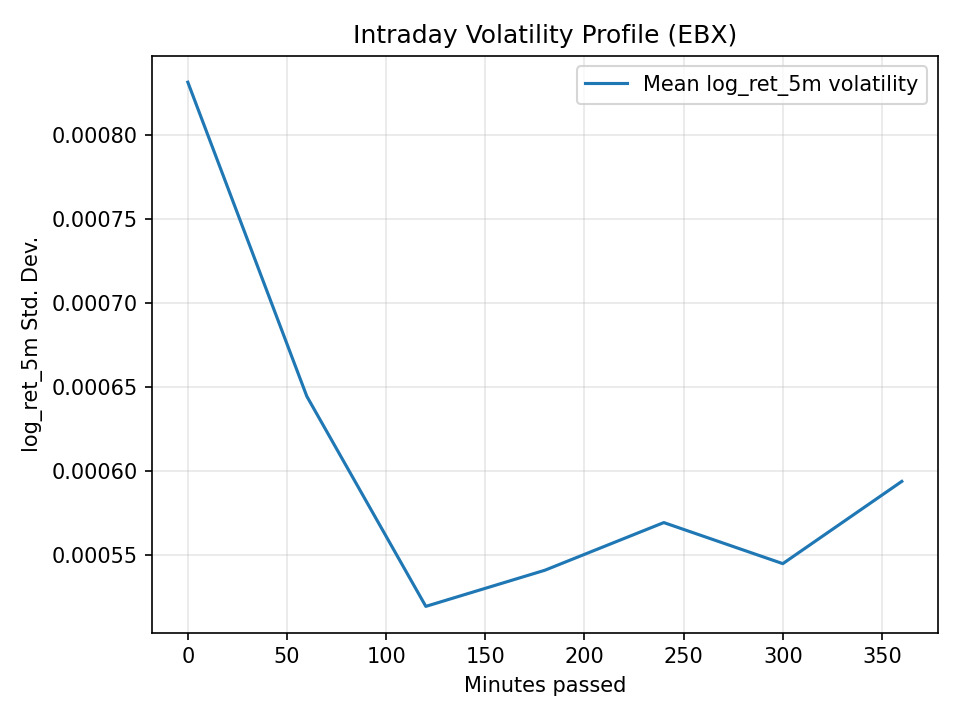 Intraday Volatility Profile (EBX)
Mean log_ret_5m volatility
log_ret_5m Std. Dev.
0.00080
0.00075
0.00070
0.00065
0.00060
0.00055
0 50 100 150 200 250 300 350
Minutes passed